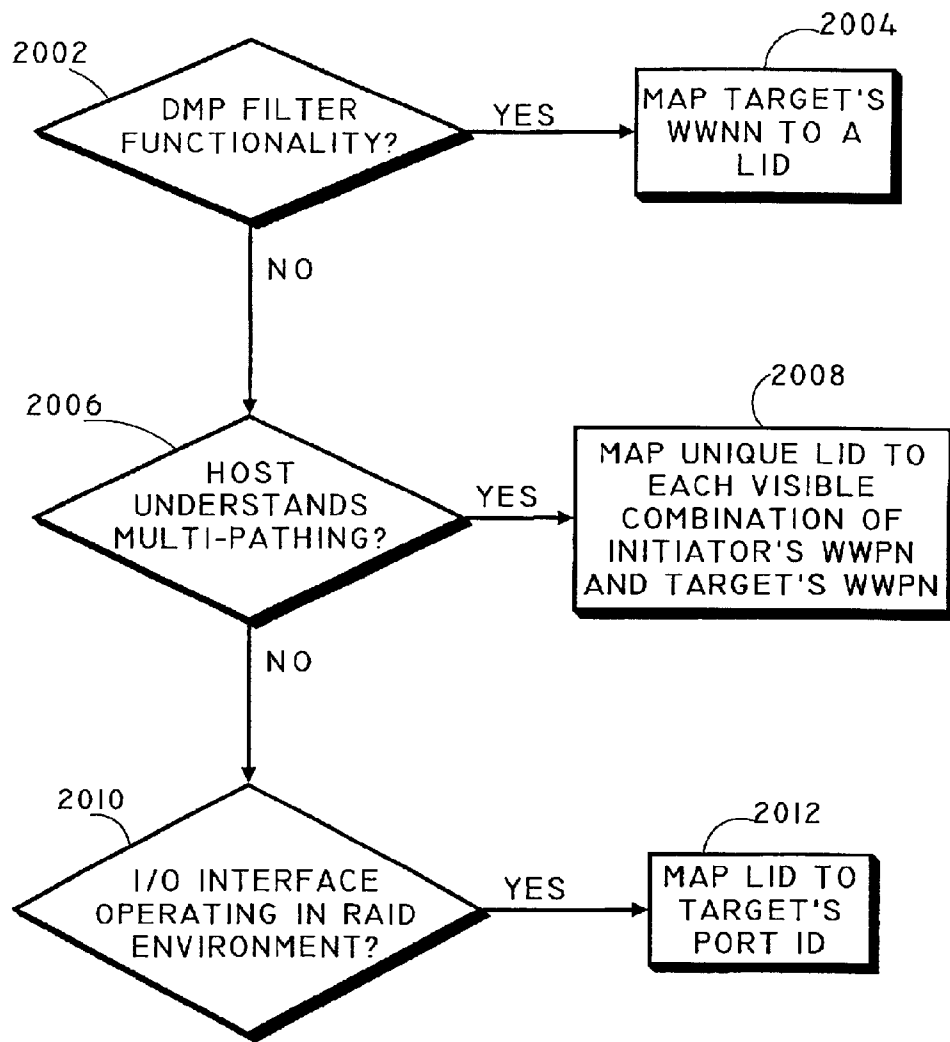 2002
DMP FILTER
FUNCTIONALITY?
YES
2004
MAP TARGET'S
WWNN TO A
LID
NO
2006
HOST
UNDERSTANDS
MULTI-PATHING?
YES
2008
MAP UNIQUE LID TO
EACH VISIBLE
COMBINATION OF
INITIATOR'S WWPN
AND TARGET'S WWPN
NO
2010
I/O INTERFACE
OPERATING IN RAID
ENVIRONMENT?
YES
2012
MAP LID TO
TARGET'S
PORT ID